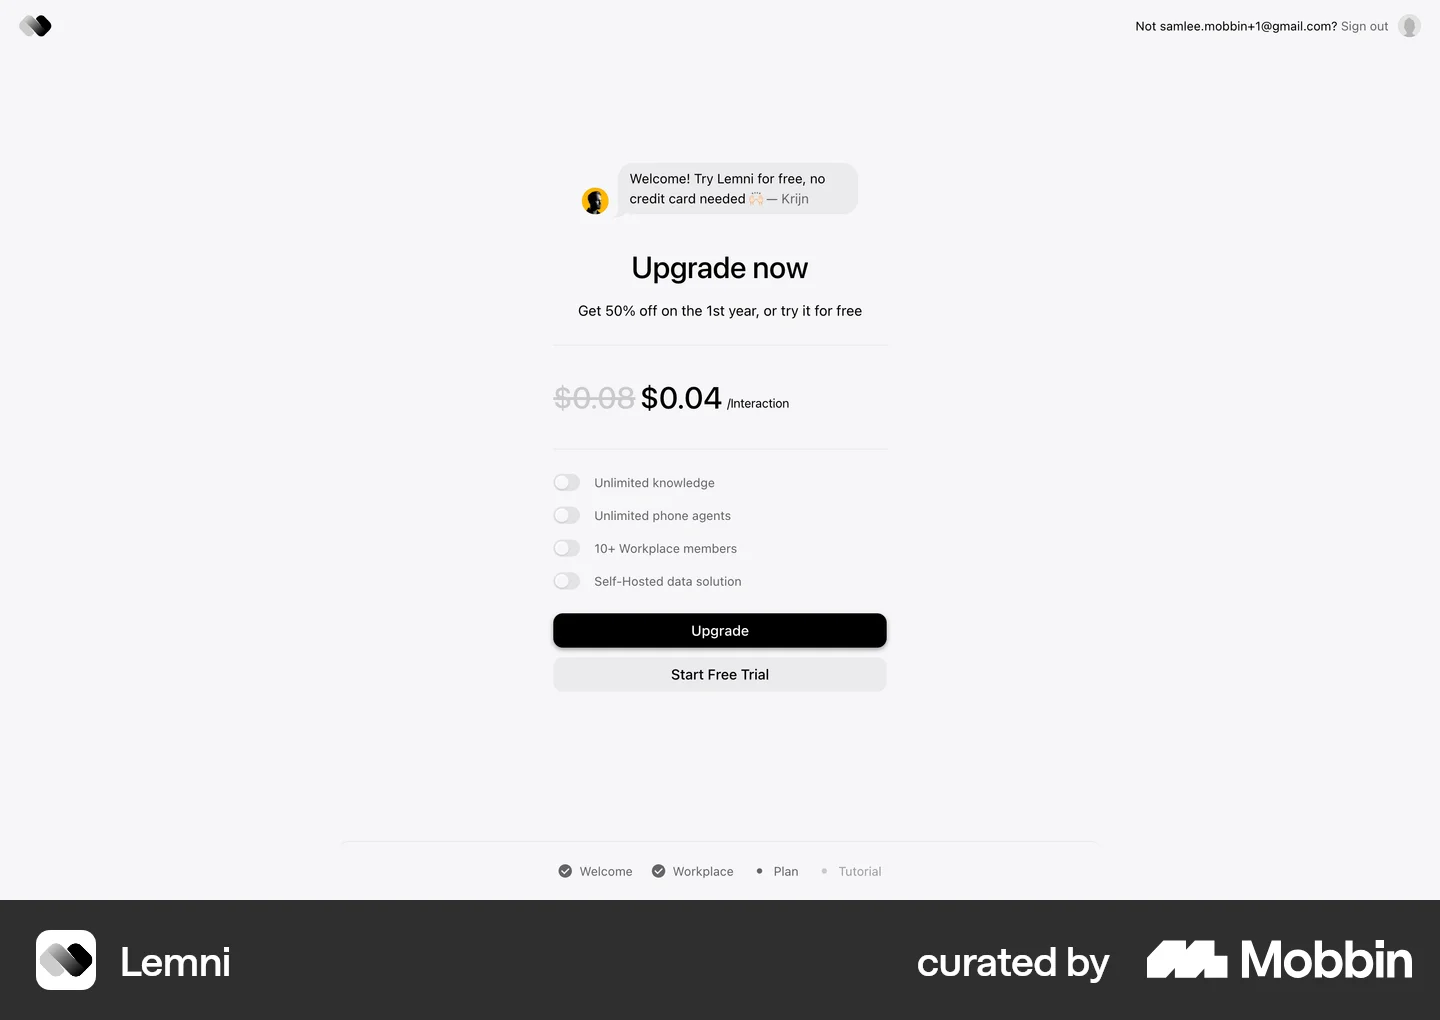 Not samlee.mobbin+1@gmail.com? Sign out
Welcome! Try Lemni for free, no
credit card needed 🙌🏻 — Krijn
Upgrade now
Get 50% off on the 1st year, or try it for free
$0.08 $0.04 /Interaction
Unlimited knowledge
Unlimited phone agents
10+ Workplace members
Self-Hosted data solution
Upgrade
Start Free Trial
Welcome Workplace Plan Tutorial
Lemni curated by Mobbin